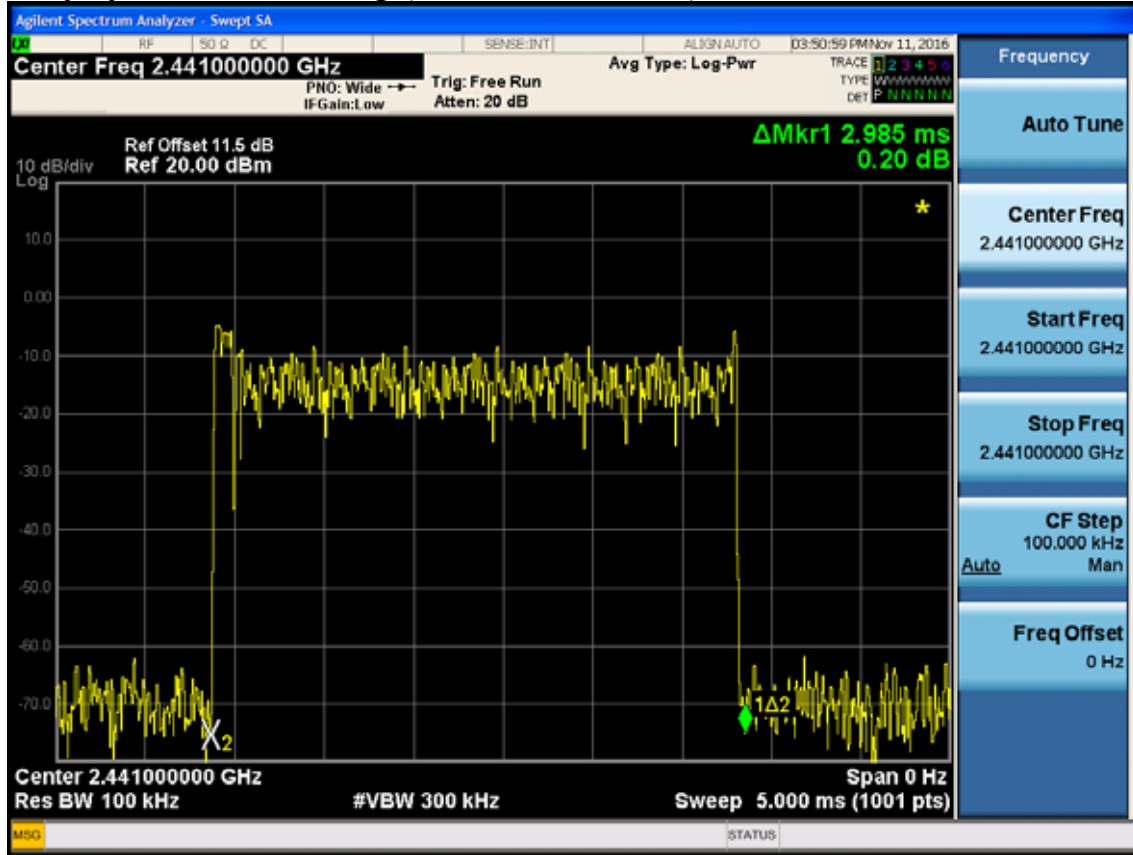 Agilent Spectrum Analyzer - Swept SA
RF 50 Ω DC SENSE:INT ALIGNAUTO 03:50:59 PM Nov 11, 2016
Center Freq 2.441000000 GHz
PNO: Wide
IFGain:Low
Trig: Free Run
Atten: 20 dB
Avg Type: Log-Pwr
TRACE 1 2 3 4 5 6
TYPE
DET P N N N N N
ΔMkr1 2.985 ms
0.20 dB
Ref Offset 11.5 dB
10 dB/div Ref 20.00 dBm
Log
10.0
0.00
-10.0
-20.0
-30.0
-40.0
-50.0
-60.0
-70.0
*
X2
1Δ2
Center 2.441000000 GHz Span 0 Hz
Res BW 100 kHz #VBW 300 kHz Sweep 5.000 ms (1001 pts)
MSG STATUS
Frequency
Auto Tune
Center Freq
2.441000000 GHz
Start Freq
2.441000000 GHz
Stop Freq
2.441000000 GHz
CF Step
100.000 kHz
Auto Man
Freq Offset
0 Hz